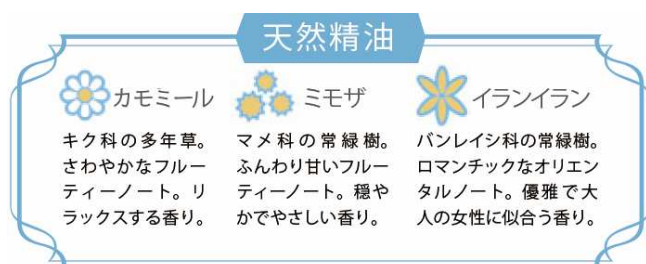 天然精油
カモミール
キク科の多年草。
さわやかなフルー
ティーノート。リ
ラックスする香り。
ミモザ
マメ科の常緑樹。
ふんわり甘いフルー
ティーノート。穏や
かでやさしい香り。
イランイラン
バンレイシ科の常緑樹。
ロマンチックなオリエン
タルノート。優雅で大
人の女性に似合う香り。